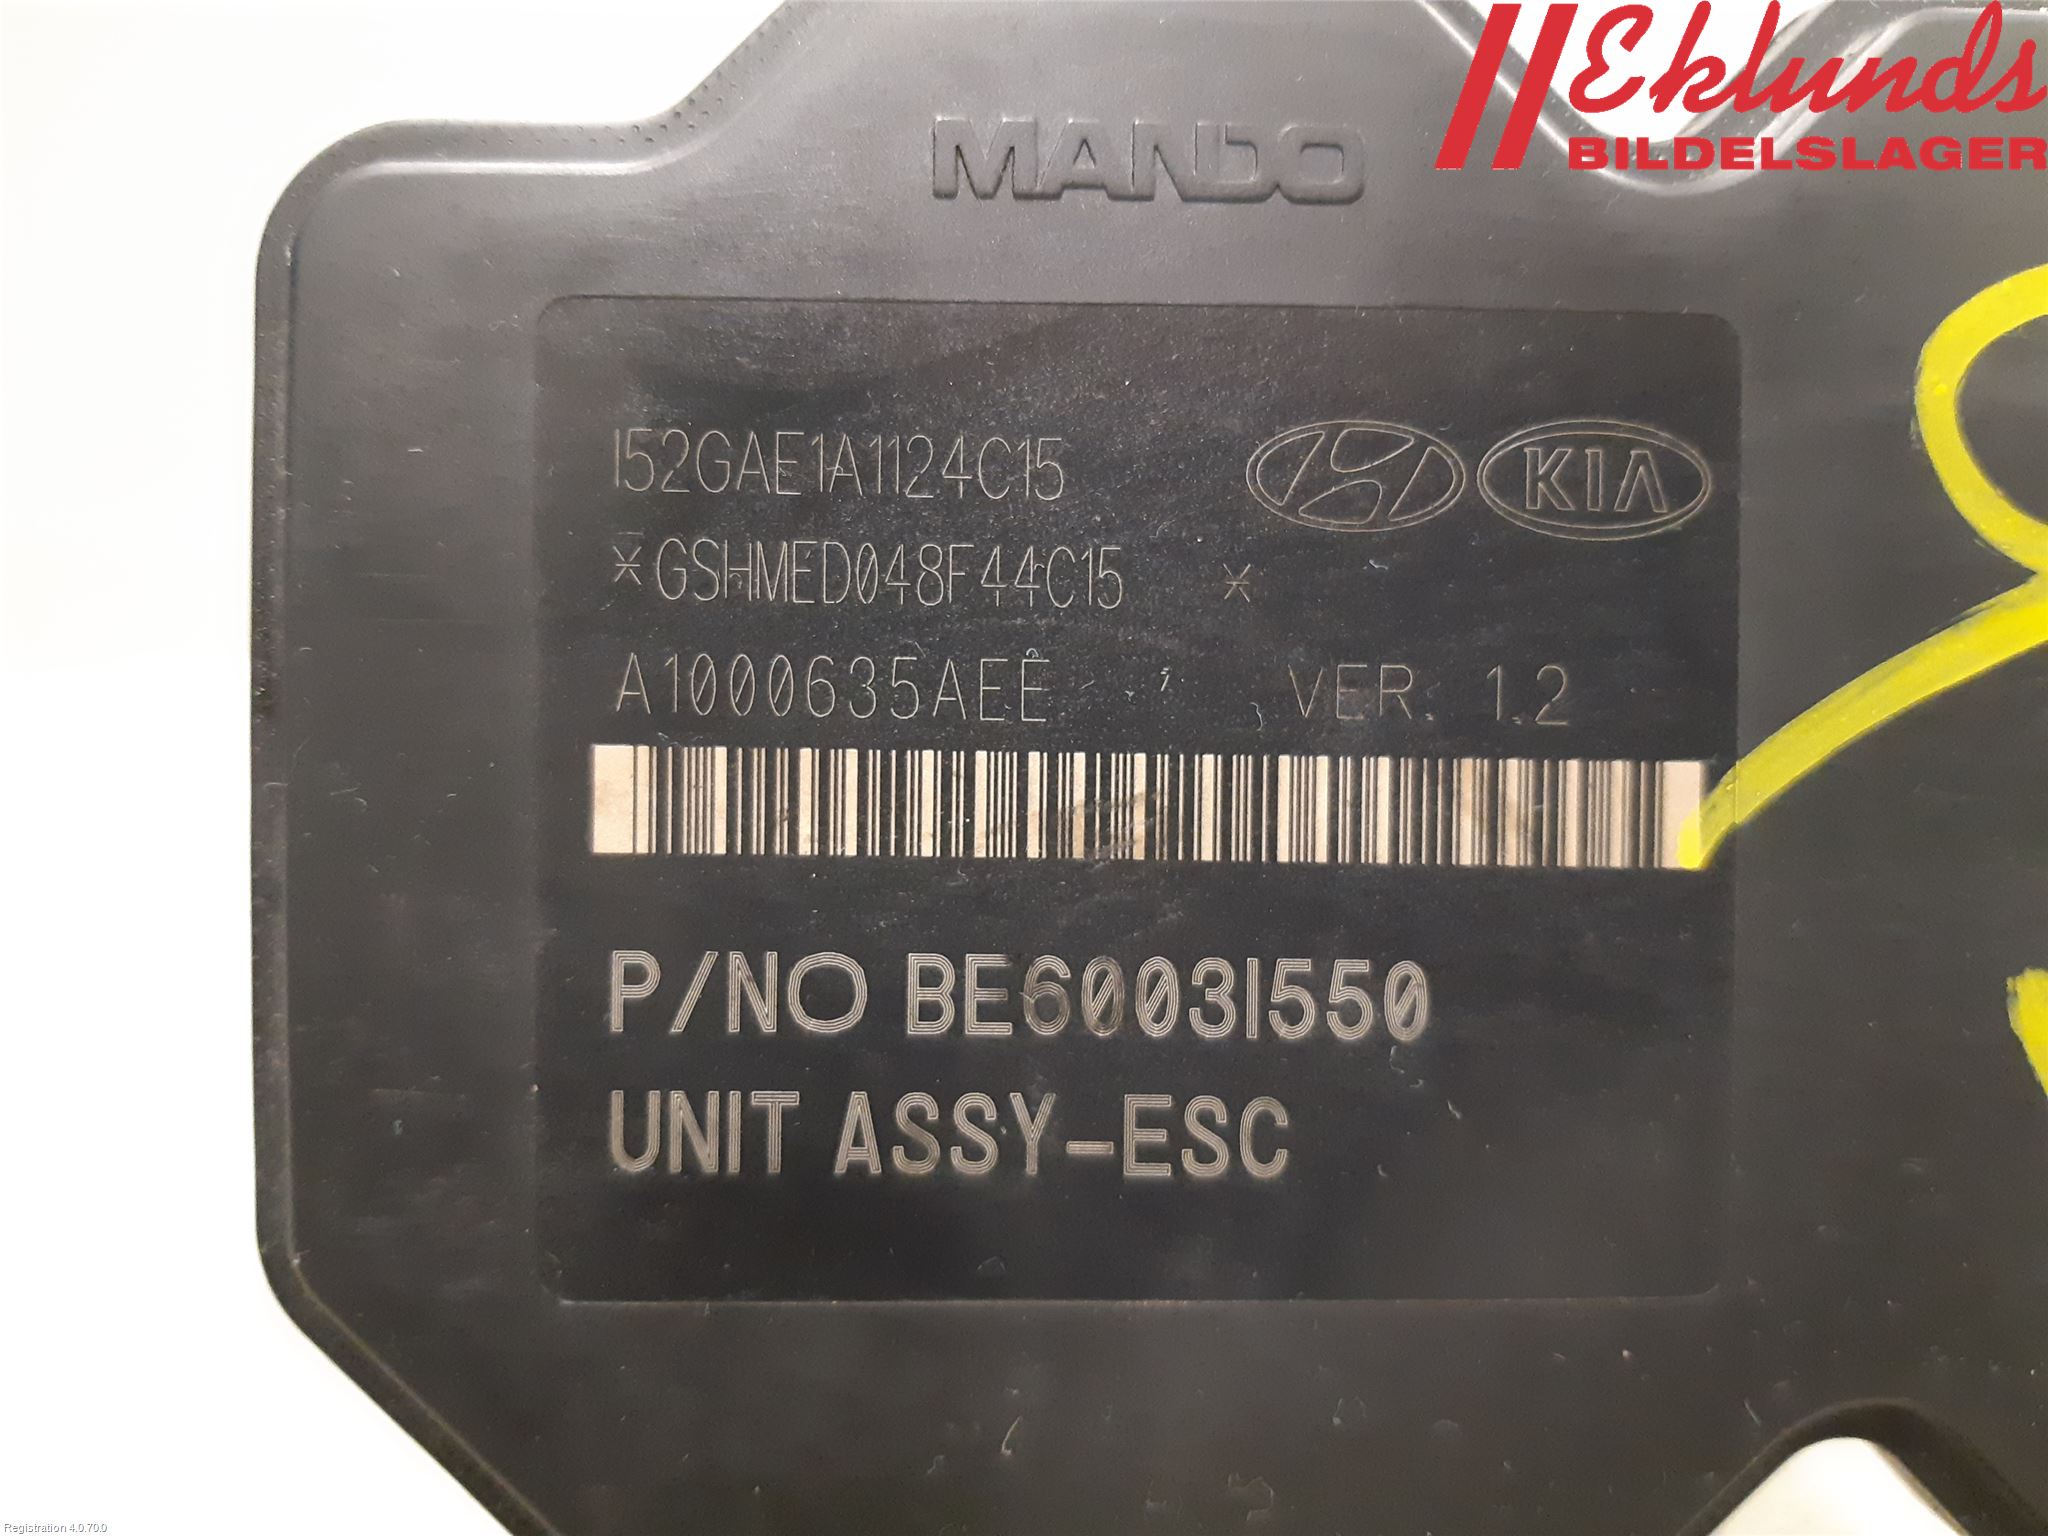 Eklunds
BILDELSLAGER
MANDO
I52GAE1A1124C15
KIA
*GSHMED048F44C15 *
A1000635AEE VER. 1.2
P/NO BE6003I550
UNIT ASSY-ESC
Registration 4.0.70.0